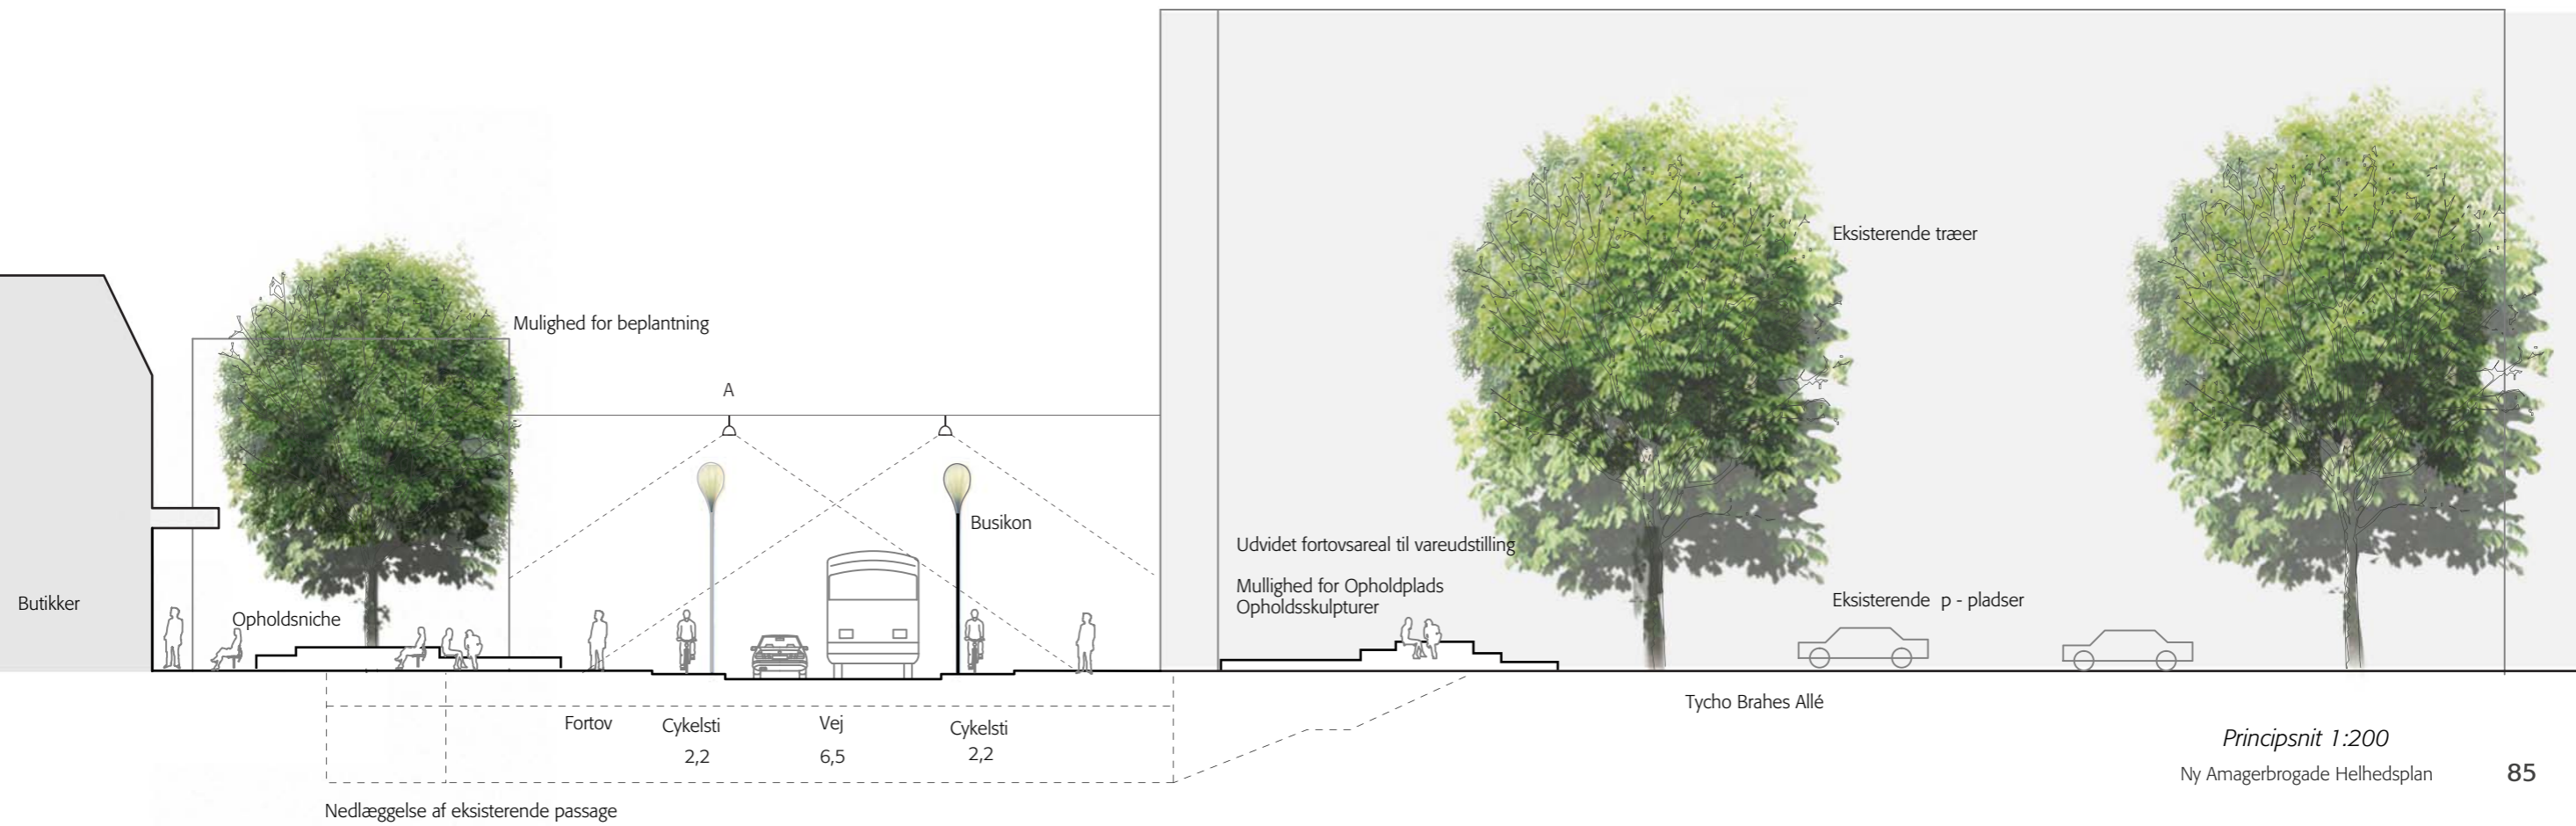 Eksisterende træer
Mulighed for beplantning
A
Busikon
Udvidet fortovsareal til vareudstilling
Mullighed for Opholdplads
Opholdsskulpturer
Eksisterende p - pladser
Butikker
Opholdsniche
Tycho Brahes Allé
Fortov
Cykelsti
2,2
Vej
6,5
Cykelsti
2,2
Principsnit 1:200
Ny Amagerbrogade Helhedsplan 85
Nedlæggelse af eksisterende passage